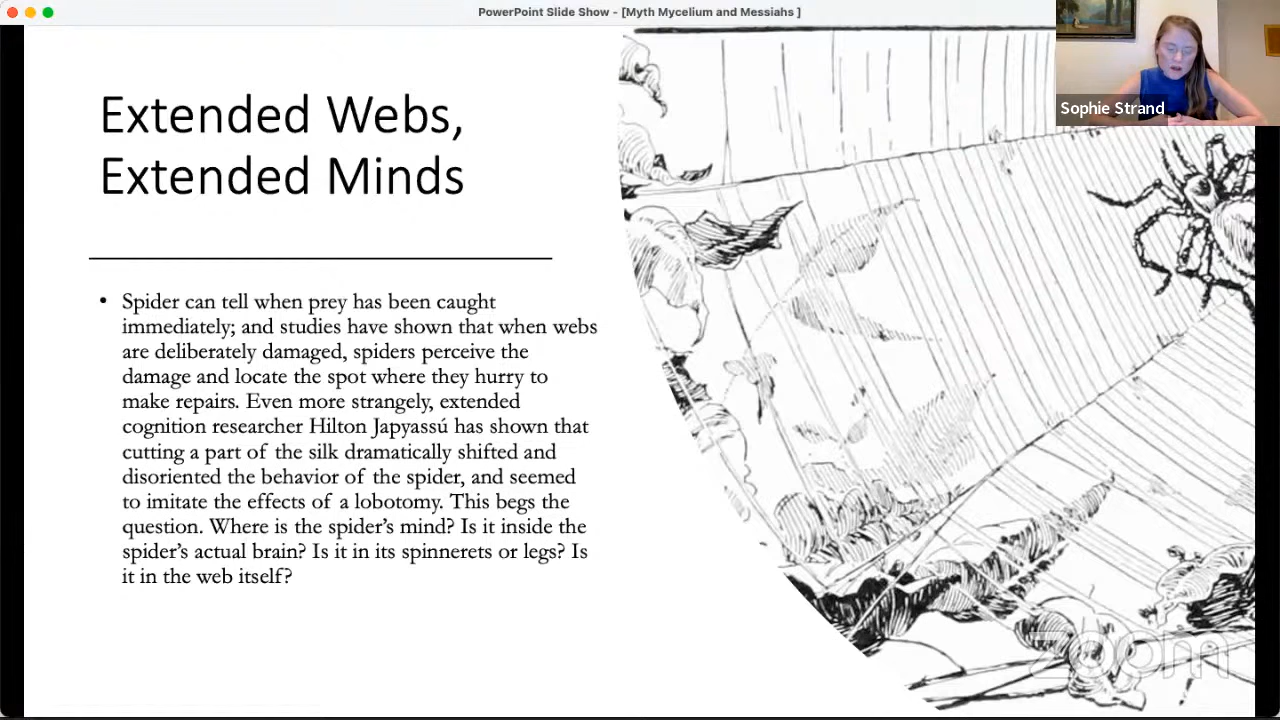 PowerPoint Slide Show - [Myth Mycelium and Messiahs ]
Sophie Strand
Extended Webs,
Extended Minds
• Spider can tell when prey has been caught
immediately; and studies have shown that when webs
are deliberately damaged, spiders perceive the
damage and locate the spot where they hurry to
make repairs. Even more strangely, extended
cognition researcher Hilton Japyassú has shown that
cutting a part of the silk dramatically shifted and
disoriented the behavior of the spider, and seemed
to imitate the effects of a lobotomy. This begs the
question. Where is the spider’s mind? Is it inside the
spider’s actual brain? Is it in its spinnerets or legs? Is
it in the web itself?
zoom